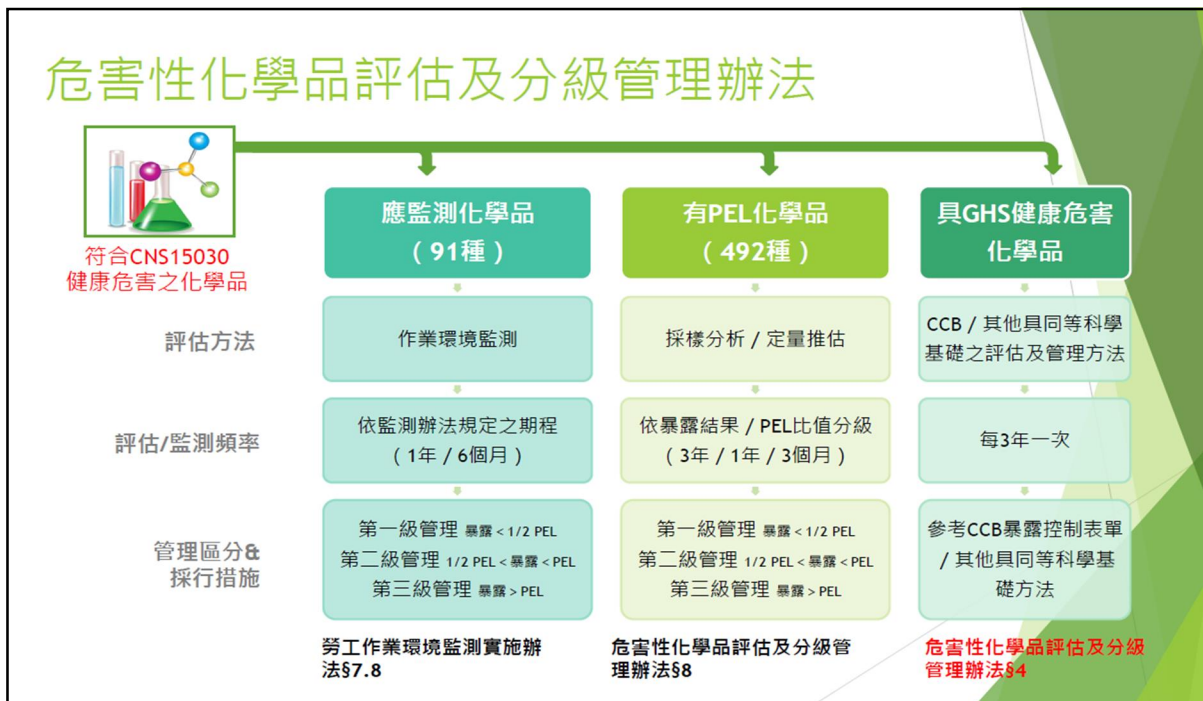 危害性化學品評估及分級管理辦法
符合CNS15030
健康危害之化學品
應監測化學品
（91種）
有PEL化學品
（492種）
具GHS健康危害
化學品
評估方法
作業環境監測
採樣分析 / 定量推估
CCB / 其他具同等科學
基礎之評估及管理方法
評估/監測頻率
依監測辦法規定之期程
（1年 / 6個月）
依暴露結果 / PEL比值分級
（3年 / 1年 / 3個月）
每3年一次
管理區分&
採行措施
第一級管理 暴露 < 1/2 PEL
第二級管理 1/2 PEL < 暴露 < PEL
第三級管理 暴露 > PEL
第一級管理 暴露 < 1/2 PEL
第二級管理 1/2 PEL < 暴露 < PEL
第三級管理 暴露 > PEL
參考CCB暴露控制表單
/ 其他具同等科學基
礎方法
勞工作業環境監測實施辦
法§7.8
危害性化學品評估及分級管
理辦法§8
危害性化學品評估及分級
管理辦法§4